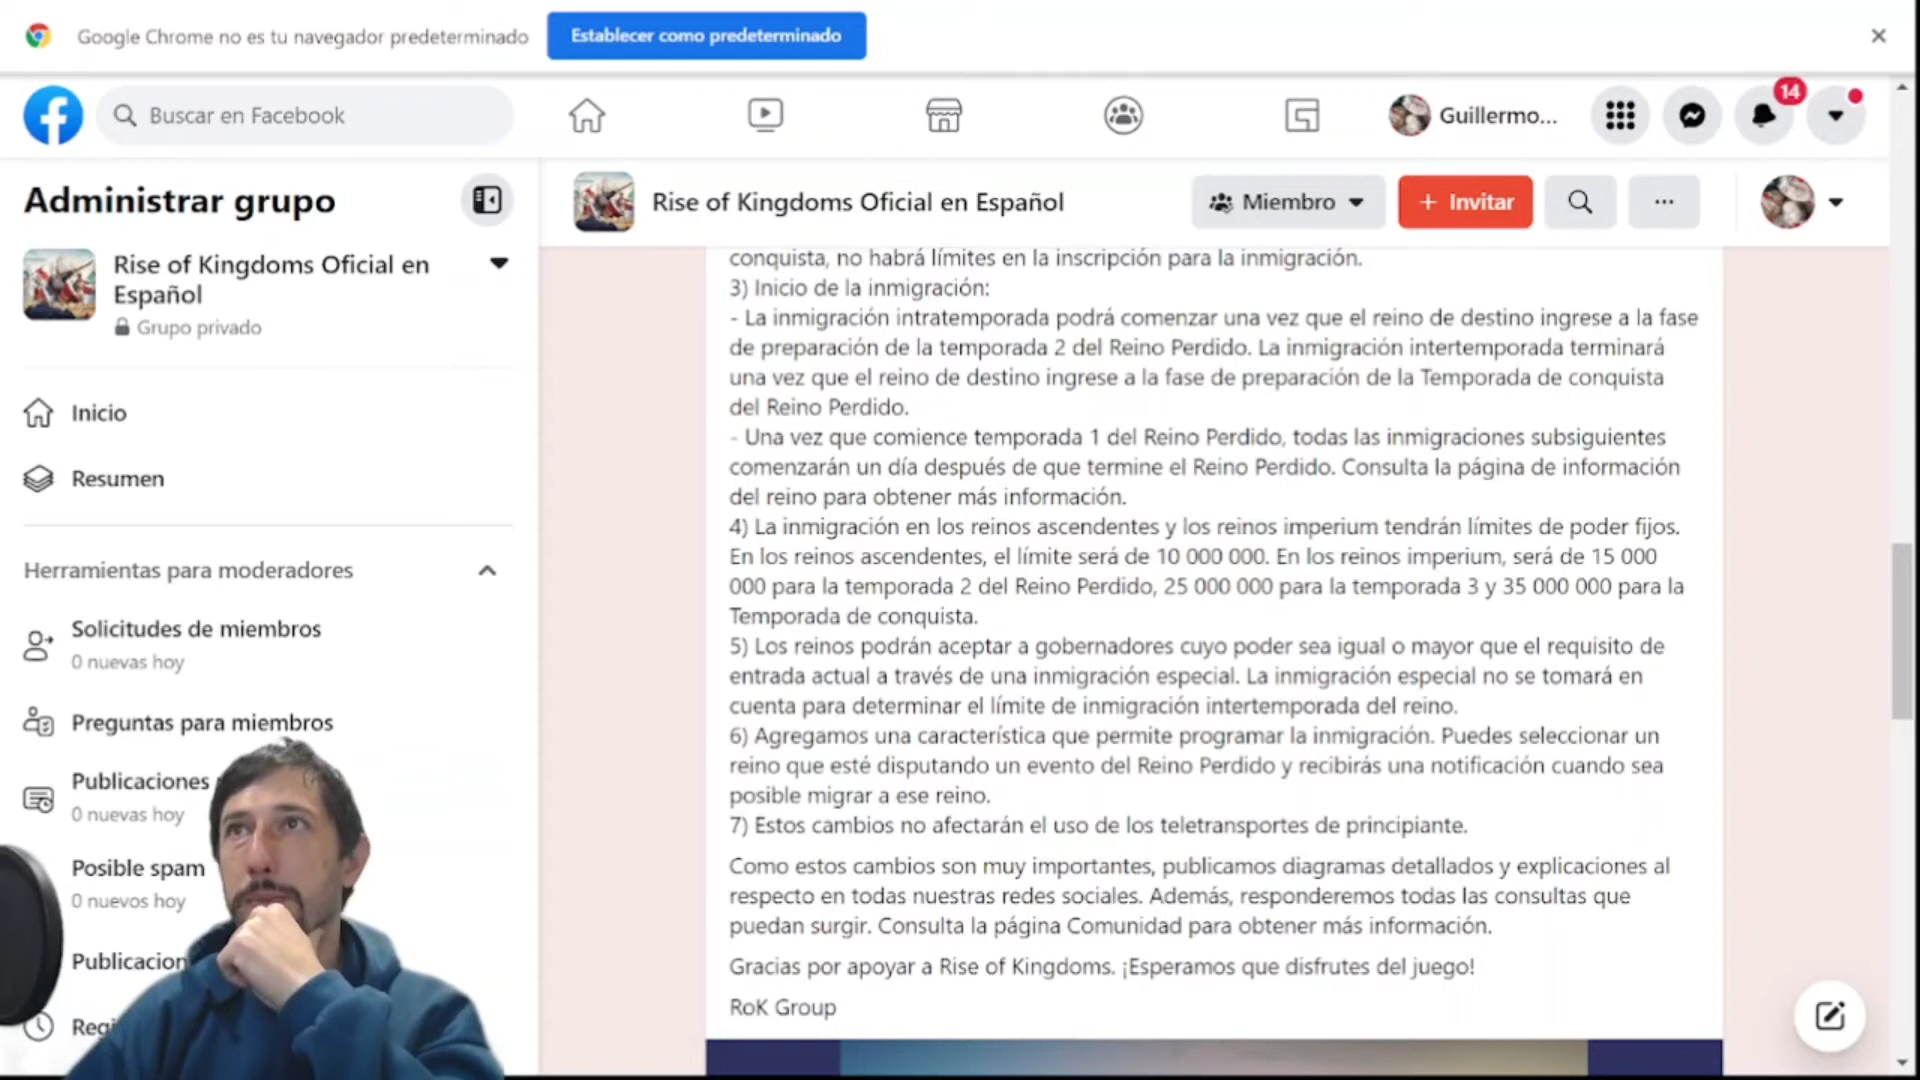 Google Chrome no es tu navegador predeterminado
Establecer como predeterminado
Buscar en Facebook
Guillermo...
14
Administrar grupo
Rise of Kingdoms Oficial en
Español
Grupo privado
Inicio
Resumen
Herramientas para moderadores
Solicitudes de miembros
0 nuevas hoy
Preguntas para miembros
Publicaciones
0 nuevas hoy
Posible spam
0 nuevos hoy
Publicacion
Regi
Rise of Kingdoms Oficial en Español
Miembro
+ Invitar
conquista, no habrá límites en la inscripción para la inmigración.
3) Inicio de la inmigración:
- La inmigración intratemporada podrá comenzar una vez que el reino de destino ingrese a la fase
de preparación de la temporada 2 del Reino Perdido. La inmigración intertemporada terminará
una vez que el reino de destino ingrese a la fase de preparación de la Temporada de conquista
del Reino Perdido.
- Una vez que comience temporada 1 del Reino Perdido, todas las inmigraciones subsiguientes
comenzarán un día después de que termine el Reino Perdido. Consulta la página de información
del reino para obtener más información.
4) La inmigración en los reinos ascendentes y los reinos imperium tendrán límites de poder fijos.
En los reinos ascendentes, el límite será de 10 000 000. En los reinos imperium, será de 15 000
000 para la temporada 2 del Reino Perdido, 25 000 000 para la temporada 3 y 35 000 000 para la
Temporada de conquista.
5) Los reinos podrán aceptar a gobernadores cuyo poder sea igual o mayor que el requisito de
entrada actual a través de una inmigración especial. La inmigración especial no se tomará en
cuenta para determinar el límite de inmigración intertemporada del reino.
6) Agregamos una característica que permite programar la inmigración. Puedes seleccionar un
reino que esté disputando un evento del Reino Perdido y recibirás una notificación cuando sea
posible migrar a ese reino.
7) Estos cambios no afectarán el uso de los teletransportes de principiante.
Como estos cambios son muy importantes, publicamos diagramas detallados y explicaciones al
respecto en todas nuestras redes sociales. Además, responderemos todas las consultas que
puedan surgir. Consulta la página Comunidad para obtener más información.
Gracias por apoyar a Rise of Kingdoms. ¡Esperamos que disfrutes del juego!
RoK Group